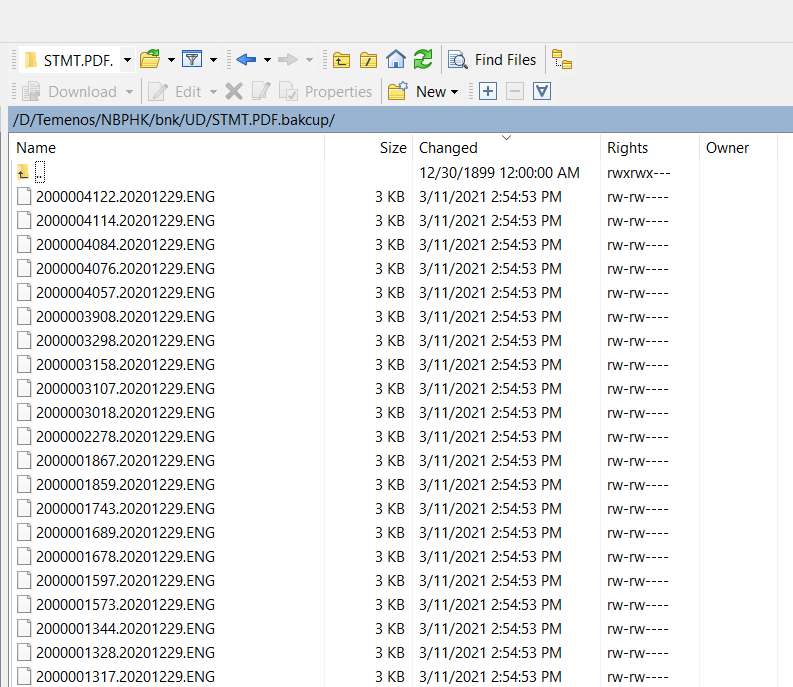 STMT.PDF.
Find Files
Download Edit Properties New
/D/Temenos/NBPHK/bnk/UD/STMT.PDF.bakcup/
Name Size Changed Rights Owner
.. 12/30/1899 12:00:00 AM rwxrwx---
2000004122.20201229.ENG 3 KB 3/11/2021 2:54:53 PM rw-rw----
2000004114.20201229.ENG 3 KB 3/11/2021 2:54:53 PM rw-rw----
2000004084.20201229.ENG 3 KB 3/11/2021 2:54:53 PM rw-rw----
2000004076.20201229.ENG 3 KB 3/11/2021 2:54:53 PM rw-rw----
2000004057.20201229.ENG 3 KB 3/11/2021 2:54:53 PM rw-rw----
2000003908.20201229.ENG 3 KB 3/11/2021 2:54:53 PM rw-rw----
2000003298.20201229.ENG 3 KB 3/11/2021 2:54:53 PM rw-rw----
2000003158.20201229.ENG 3 KB 3/11/2021 2:54:53 PM rw-rw----
2000003107.20201229.ENG 3 KB 3/11/2021 2:54:53 PM rw-rw----
2000003018.20201229.ENG 3 KB 3/11/2021 2:54:53 PM rw-rw----
2000002278.20201229.ENG 3 KB 3/11/2021 2:54:53 PM rw-rw----
2000001867.20201229.ENG 3 KB 3/11/2021 2:54:53 PM rw-rw----
2000001859.20201229.ENG 3 KB 3/11/2021 2:54:53 PM rw-rw----
2000001743.20201229.ENG 3 KB 3/11/2021 2:54:53 PM rw-rw----
2000001689.20201229.ENG 3 KB 3/11/2021 2:54:53 PM rw-rw----
2000001678.20201229.ENG 3 KB 3/11/2021 2:54:53 PM rw-rw----
2000001597.20201229.ENG 3 KB 3/11/2021 2:54:53 PM rw-rw----
2000001573.20201229.ENG 3 KB 3/11/2021 2:54:53 PM rw-rw----
2000001344.20201229.ENG 3 KB 3/11/2021 2:54:53 PM rw-rw----
2000001328.20201229.ENG 3 KB 3/11/2021 2:54:53 PM rw-rw----
2000001317.20201229.ENG 3 KB 3/11/2021 2:54:53 PM rw-rw----